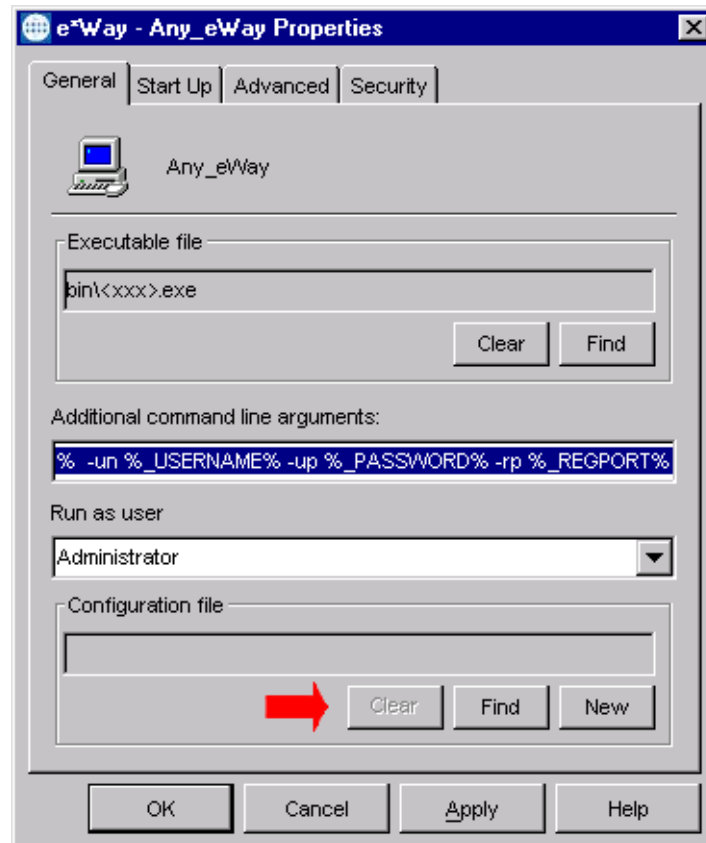 e*Way - Any_eWay Properties
General Start Up Advanced Security
Any_eWay
Executable file
bin\<xxx>.exe
Clear Find
Additional command line arguments:
% -un %_USERNAME% -up %_PASSWORD% -rp %_REGPORT%
Run as user
Administrator
Configuration file
Clear Find New
OK Cancel Apply Help